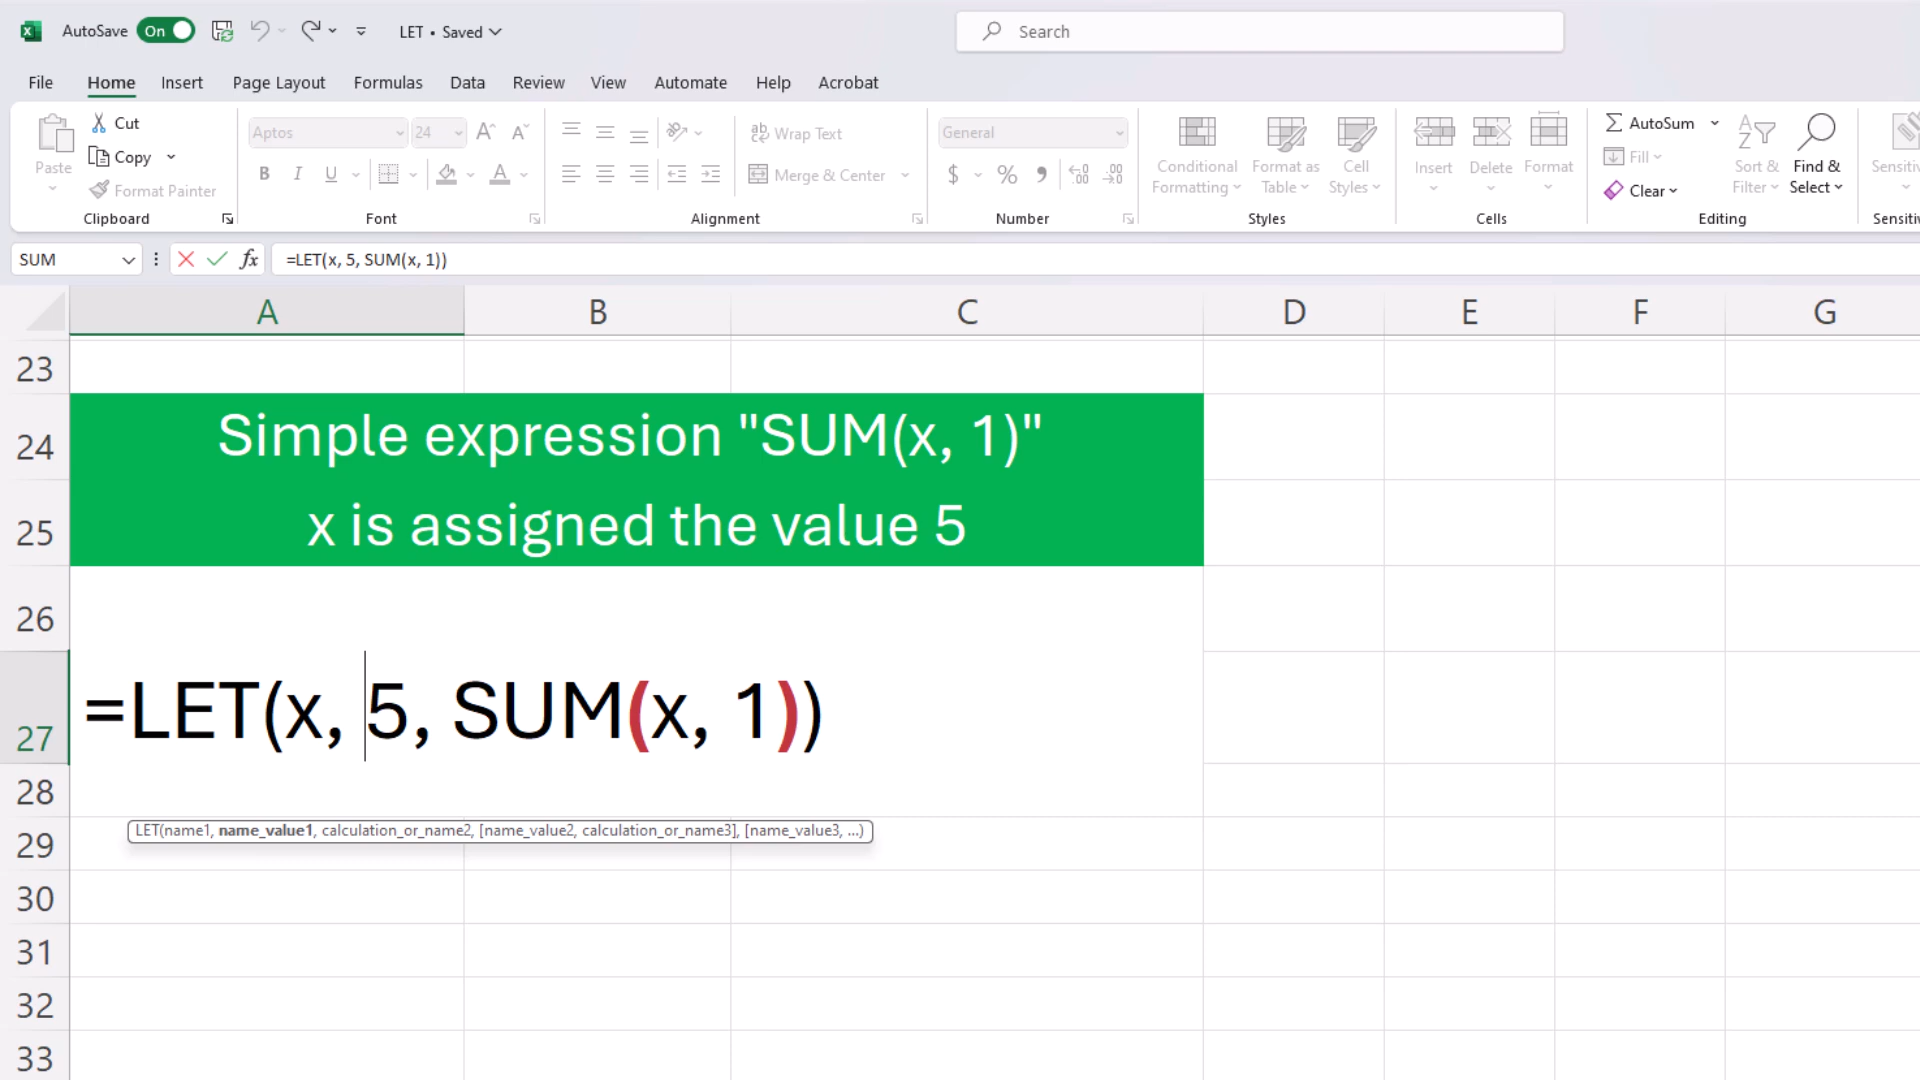 AutoSave On LET • Saved Search
File Home Insert Page Layout Formulas Data Review View Automate Help Acrobat
Paste
Cut
Copy
Format Painter
Clipboard
Aptos 24
B I U
Font
Wrap Text
Merge & Center
Alignment
General
$ % 9
Number
Conditional Formatting
Format as Table
Cell Styles
Styles
Insert Delete Format
Cells
AutoSum
Fill
Clear
Sort & Filter
Find & Select
Editing
SUM fx =LET(x, 5, SUM(x, 1))
A B C D E F G
23
24 Simple expression "SUM(x, 1)"
25 x is assigned the value 5
26
27 =LET(x, 5, SUM(x, 1))
28
29 LET(name1, name_value1, calculation_or_name2, [name_value2, calculation_or_name3], [name_value3, ...)
30
31
32
33